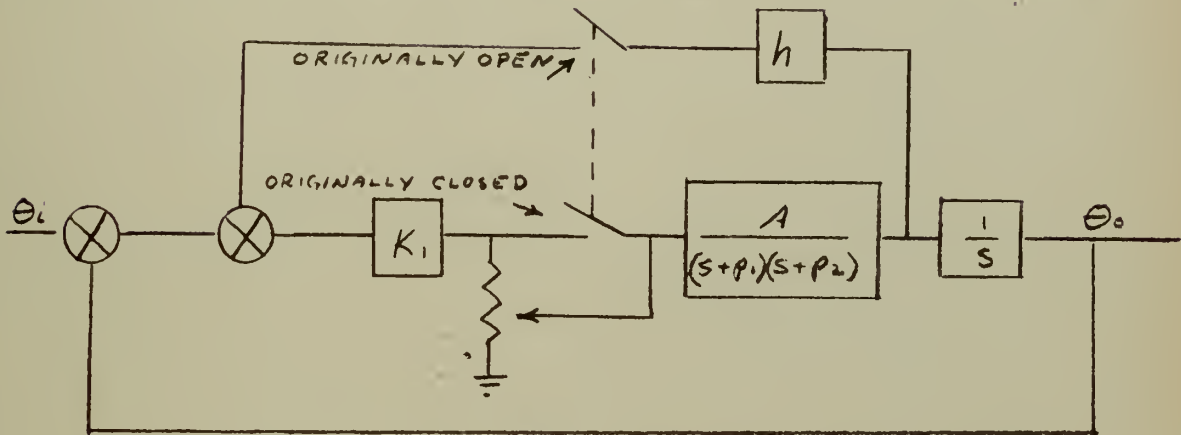 h
ORIGINALLY OPEN
ORIGINALLY CLOSED
θi
K1
A
(s+p1)(s+p2)
1
s
θo